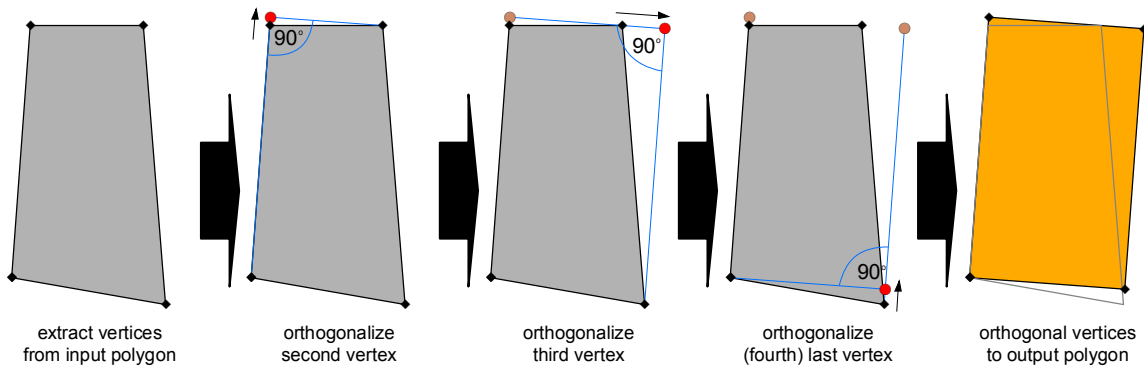 90°
90°
90°
extract vertices
from input polygon
orthogonalize
second vertex
orthogonalize
third vertex
orthogonalize
(fourth) last vertex
orthogonal vertices
to output polygon